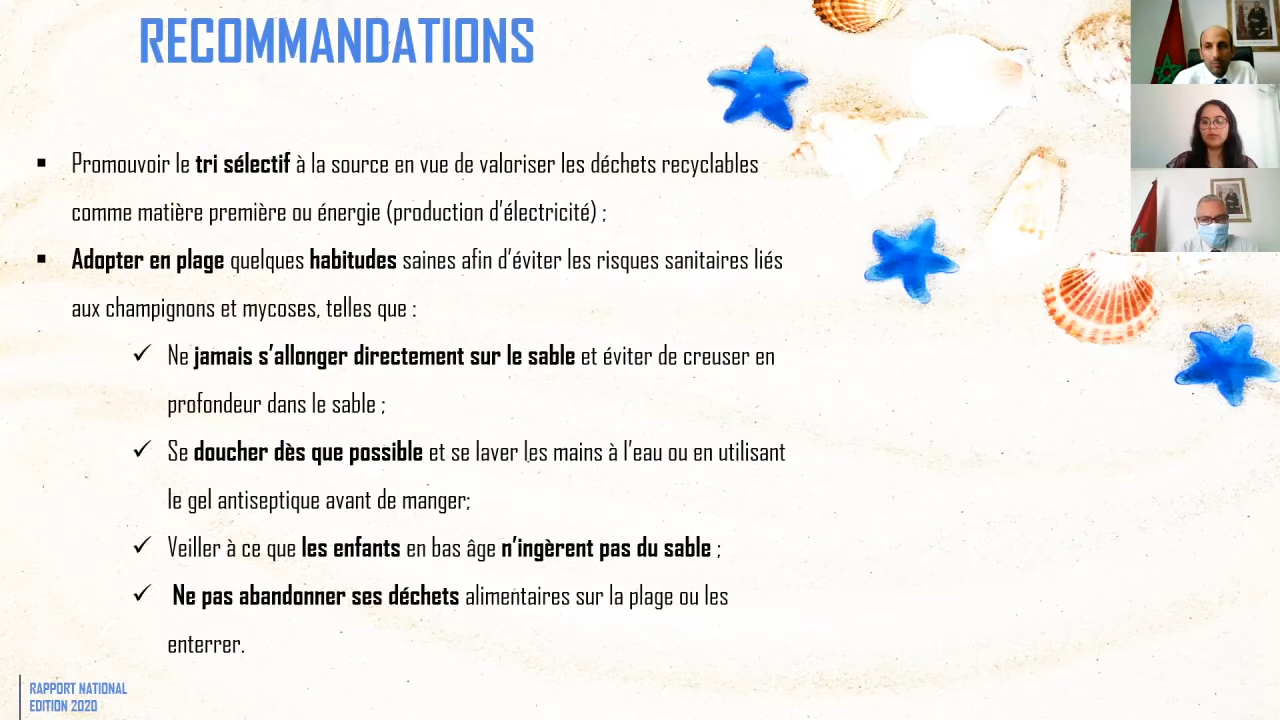 RECOMMANDATIONS
▪ Promouvoir le tri sélectif à la source en vue de valoriser les déchets recyclables
comme matière première ou énergie (production d'électricité) ;
▪ Adopter en plage quelques habitudes saines afin d'éviter les risques sanitaires liés
aux champignons et mycoses, telles que :
✓ Ne jamais s'allonger directement sur le sable et éviter de creuser en
profondeur dans le sable ;
✓ Se doucher dès que possible et se laver les mains à l'eau ou en utilisant
le gel antiseptique avant de manger;
✓ Veiller à ce que les enfants en bas âge n'ingèrent pas du sable ;
✓ Ne pas abandonner ses déchets alimentaires sur la plage ou les
enterrer.
RAPPORT NATIONAL
EDITION 2020